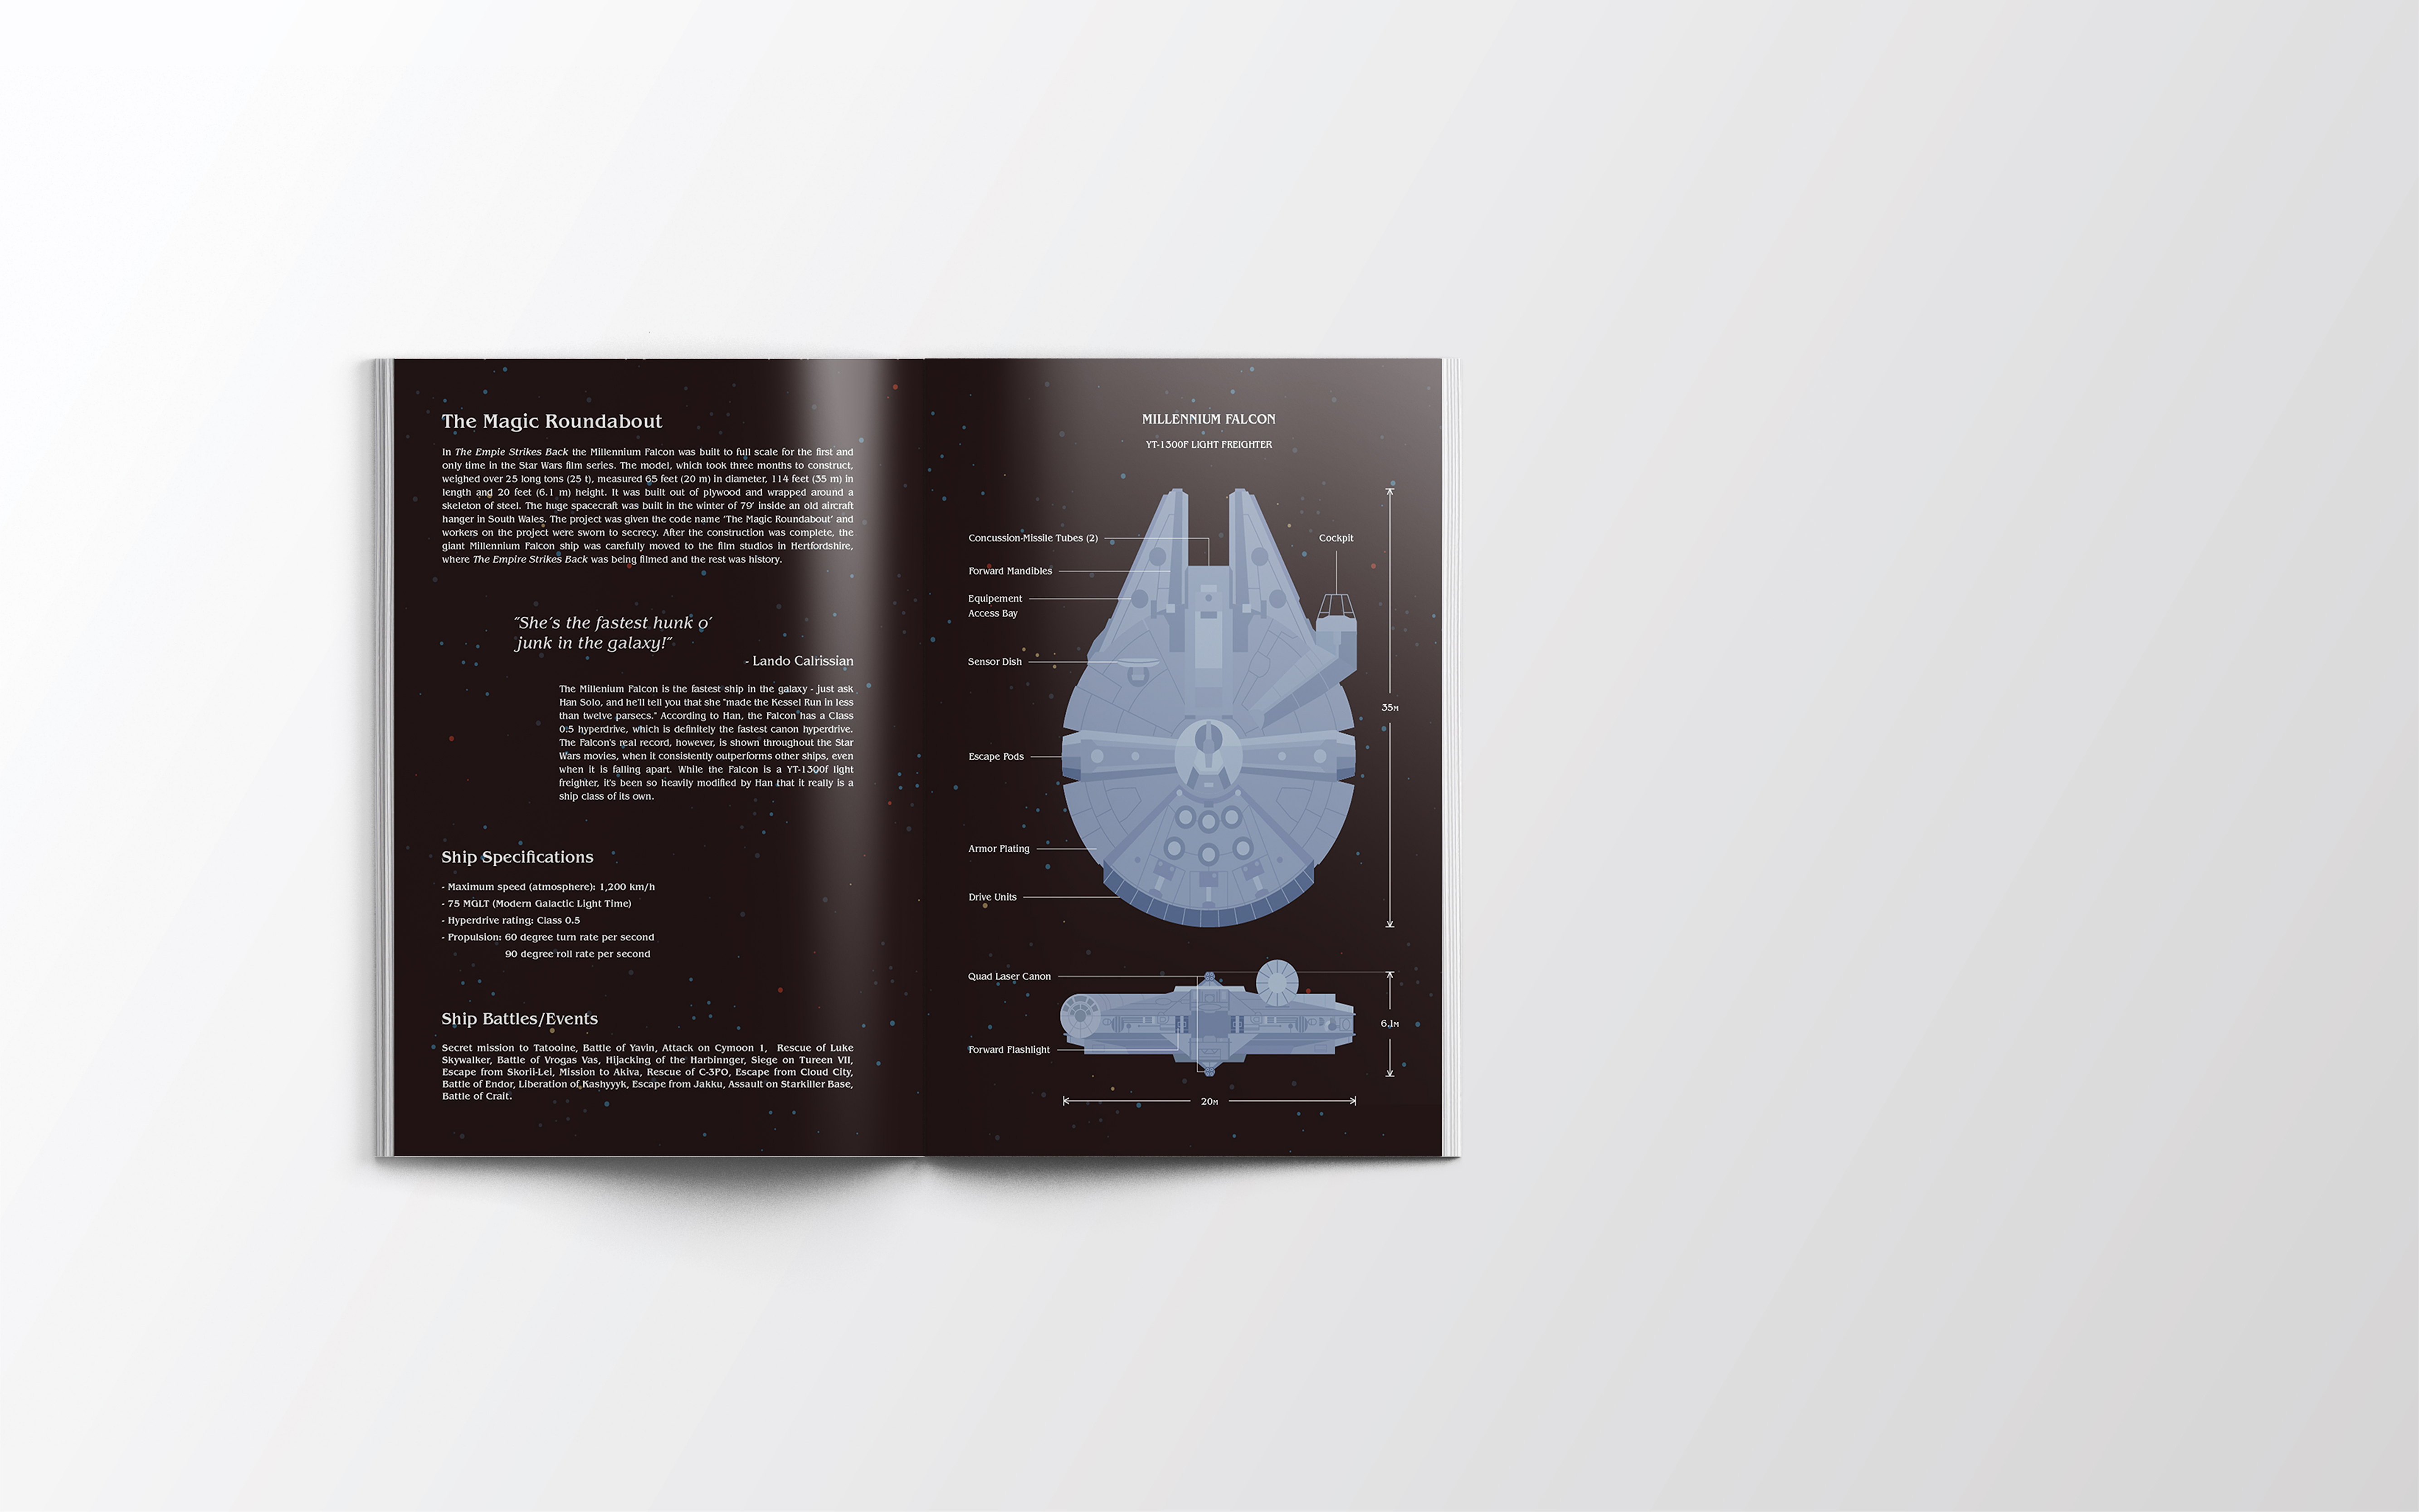 The Magic Roundabout
In The Empie Strikes Back the Millennium Falcon was built to full scale for the first and
only time in the Star Wars film series. The model, which took three months to construct,
weighed over 25 long tons (25 t), measured 65 feet (20 m) in diameter, 114 feet (35 m) in
length and 20 feet (6.1 m) height. It was built out of plywood and wrapped around a
skeleton of steel. The huge spacecraft was built in the winter of 79' inside an old aircraft
hanger in South Wales. The project was given the code name 'The Magic Roundabout' and
workers on the project were sworn to secrecy. After the construction was complete, the
giant Millennium Falcon ship was carefully moved to the film studios in Hertfordshire,
where The Empire Strikes Back was being filmed and the rest was history.
"She's the fastest hunk o'
junk in the galaxy!"
- Lando Calrissian
The Millenium Falcon is the fastest ship in the galaxy - just ask
Han Solo, and he'll tell you that she "made the Kessel Run in less
than twelve parsecs." According to Han, the Falcon has a Class
0.5 hyperdrive, which is definitely the fastest canon hyperdrive.
The Falcon's real record, however, is shown throughout the Star
Wars movies, when it consistently outperforms other ships, even
when it is falling apart. While the Falcon is a YT-1300f light
freighter, it's been so heavily modified by Han that it really is a
ship class of its own.
Ship Specifications
- Maximum speed (atmosphere): 1,200 km/h
- 75 MGLT (Modern Galactic Light Time)
- Hyperdrive rating: Class 0.5
- Propulsion: 60 degree turn rate per second
90 degree roll rate per second
Ship Battles/Events
Secret mission to Tatooine, Battle of Yavin, Attack on Cymoon 1, Rescue of Luke
Skywalker, Battle of Vrogas Vas, Hijacking of the Harbinnger, Siege on Tureen VII,
Escape from Skorii-Lei, Mission to Akiva, Rescue of C-3PO, Escape from Cloud City,
Battle of Endor, Liberation of Kashyyyk, Escape from Jakku, Assault on Starkiller Base,
Battle of Crait.
MILLENNIUM FALCON
YT-1300F LIGHT FREIGHTER
Concussion-Missile Tubes (2)
Cockpit
Forward Mandibles
Equipement
Access Bay
Sensor Dish
35M
Escape Pods
Armor Plating
Drive Units
Quad Laser Canon
6.1M
Forward Flashlight
20M